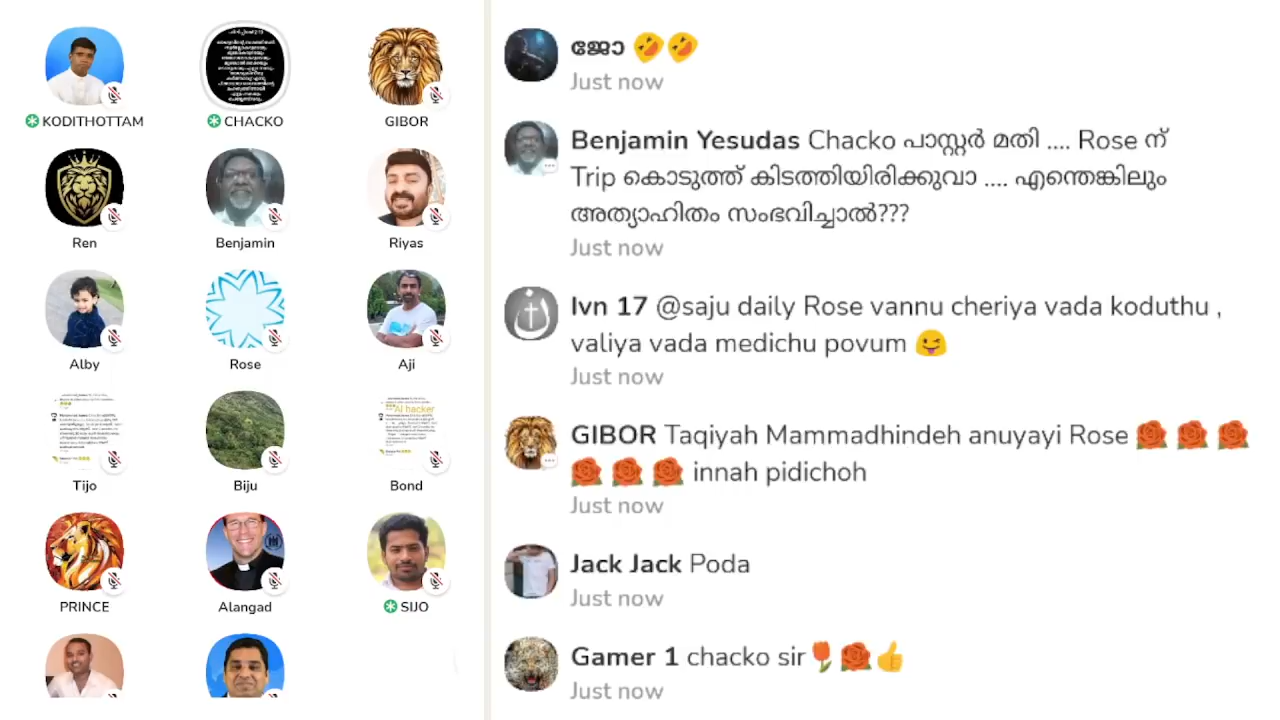 KODITHOTTAM
CHACKO
GIBOR
Ren
Benjamin
Riyas
Alby
Rose
Aji
AI hacker
Tijo
Biju
Bond
PRINCE
Alangad
SIJO
ജോ 🤣🤣
Just now
Benjamin Yesudas Chacko പാസ്റ്റർ മതി .... Rose ന്
Trip കൊടുത്ത് കിടത്തിയിരിക്കുവാ .... എന്തെങ്കിലും
അത്യാഹിതം സംഭവിച്ചാൽ???
Just now
Ivn 17 @saju daily Rose vannu cheriya vada koduthu ,
valiya vada medichu povum 😜
Just now
GIBOR Taqiyah Mammadhindeh anuyayi Rose 🌹 🌹 🌹
🌹 🌹 🌹 innah pidichoh
Just now
Jack Jack Poda
Just now
Gamer 1 chacko sir🌷🌹👍
Just now